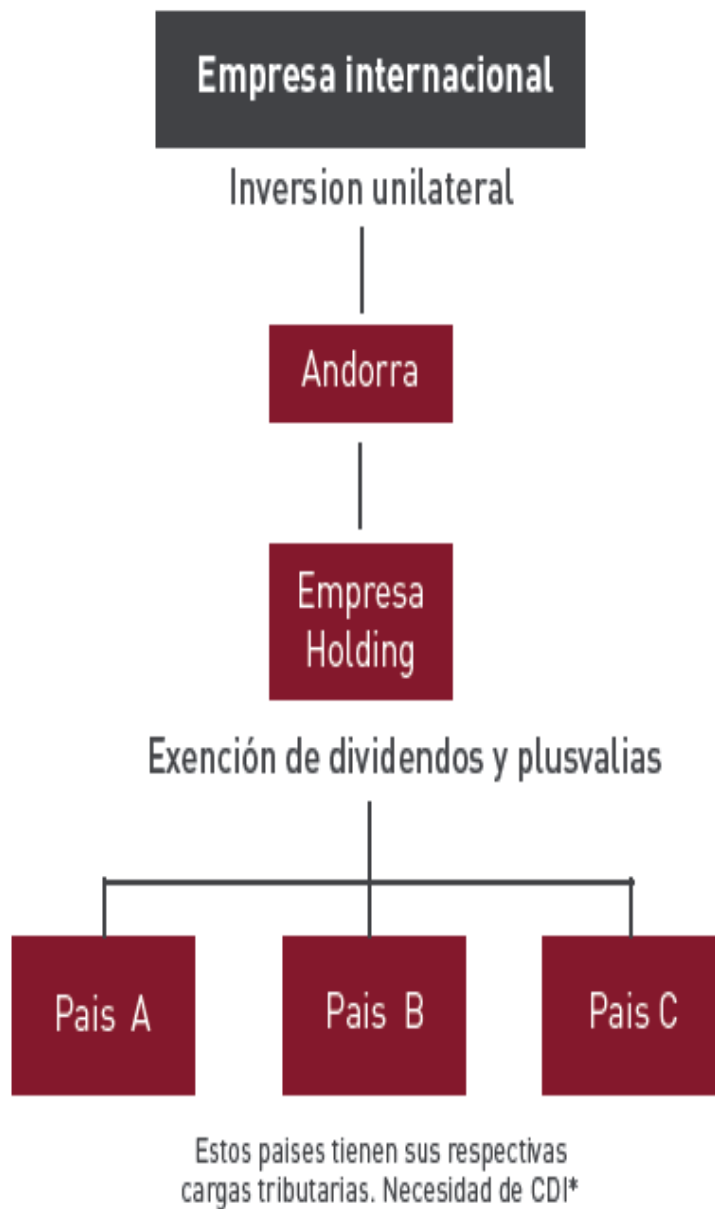 Empresa internacional
Inversion unilateral
Andorra
Empresa
Holding
Exención de dividendos y plusvalias
Pais A
Pais B
Pais C
Estos paises tienen sus respectivas
cargas tributarias. Necesidad de CDI*